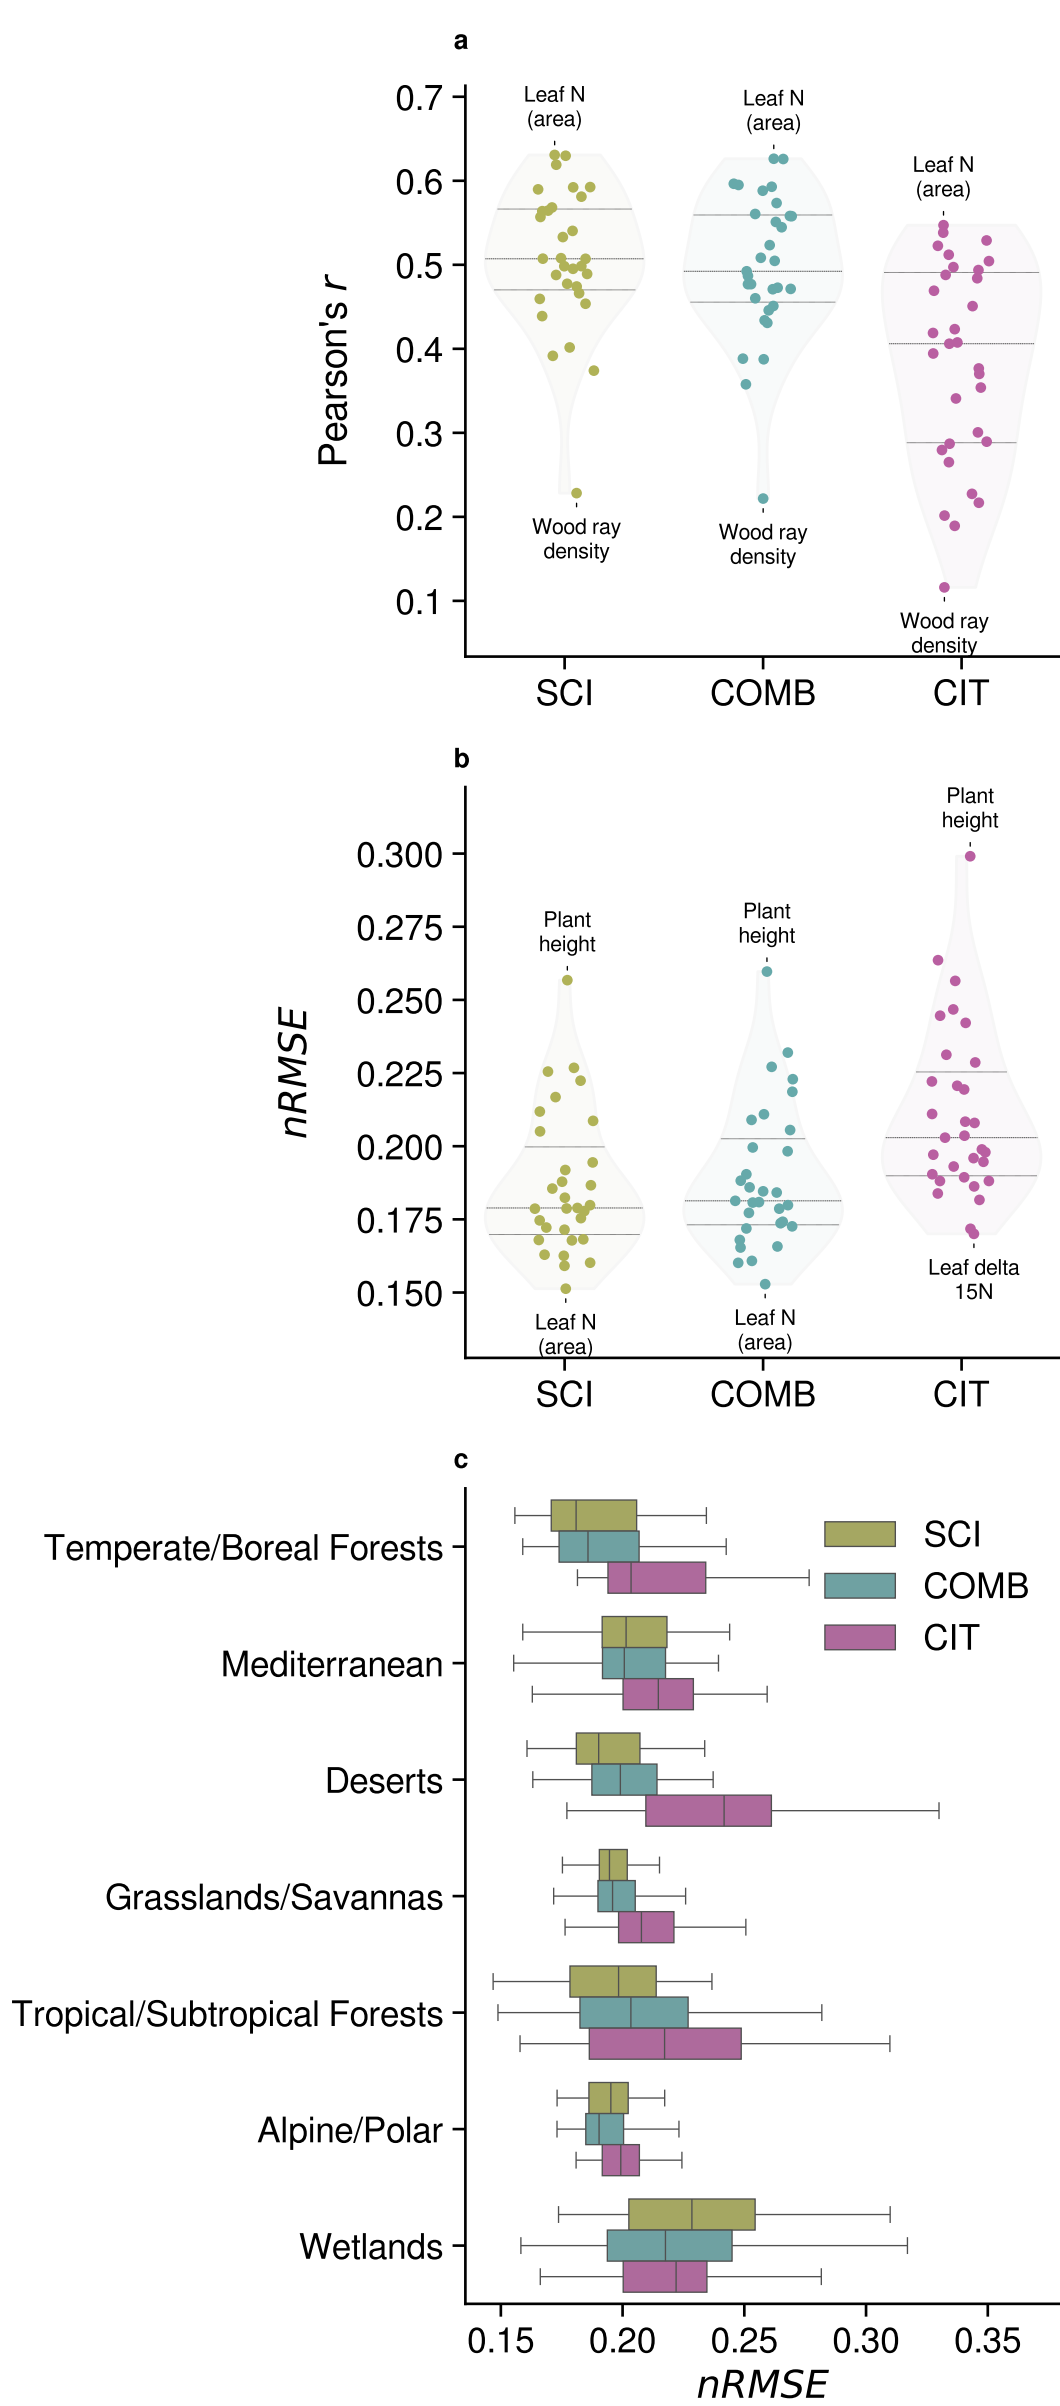 a
Pearson's r
0.7
0.6
0.5
0.4
0.3
0.2
0.1
Leaf N
(area)
Leaf N
(area)
Leaf N
(area)
Wood ray
density
Wood ray
density
Wood ray
density
SCI
COMB
CIT
b
nRMSE
0.300
0.275
0.250
0.225
0.200
0.175
0.150
Plant
height
Plant
height
Plant
height
Leaf N
(area)
Leaf N
(area)
Leaf delta
15N
SCI
COMB
CIT
c
SCI
COMB
CIT
Temperate/Boreal Forests
Mediterranean
Deserts
Grasslands/Savannas
Tropical/Subtropical Forests
Alpine/Polar
Wetlands
0.15
0.20
0.25
0.30
0.35
nRMSE